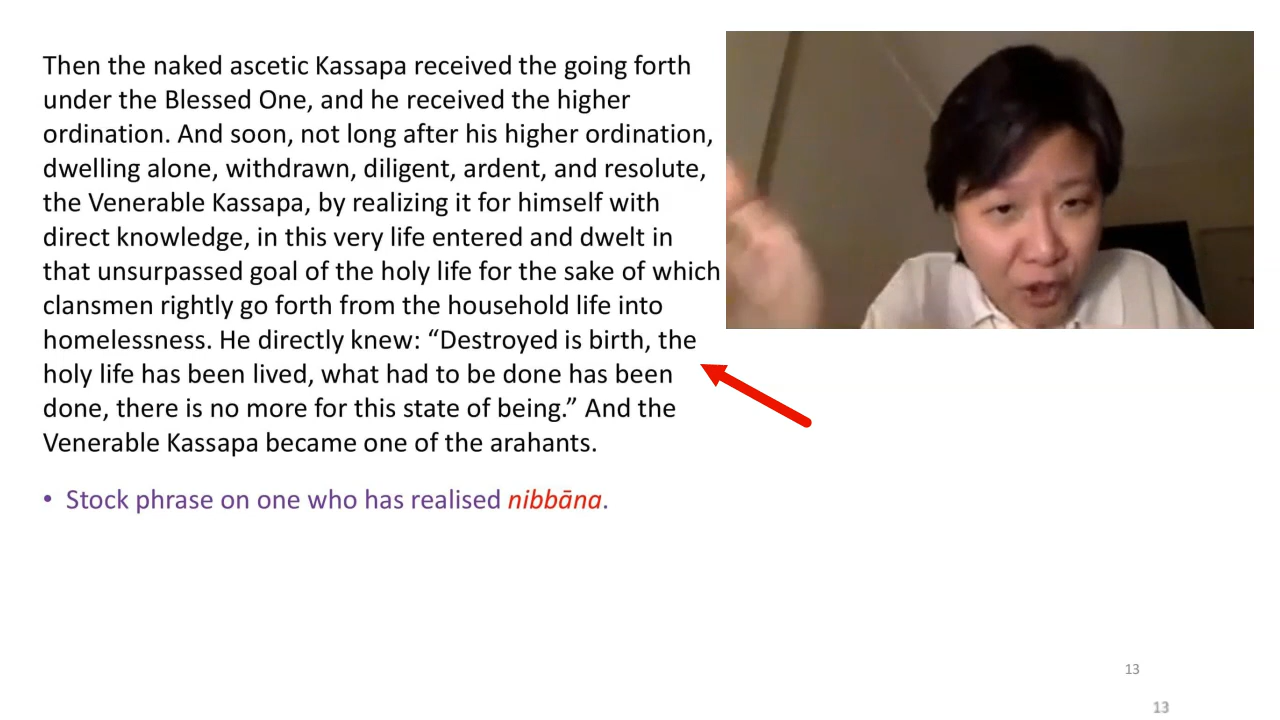 Then the naked ascetic Kassapa received the going forth
under the Blessed One, and he received the higher
ordination. And soon, not long after his higher ordination,
dwelling alone, withdrawn, diligent, ardent, and resolute,
the Venerable Kassapa, by realizing it for himself with
direct knowledge, in this very life entered and dwelt in
that unsurpassed goal of the holy life for the sake of which
clansmen rightly go forth from the household life into
homelessness. He directly knew: “Destroyed is birth, the
holy life has been lived, what had to be done has been
done, there is no more for this state of being.” And the
Venerable Kassapa became one of the arahants.
• Stock phrase on one who has realised nibbāna.
13
13